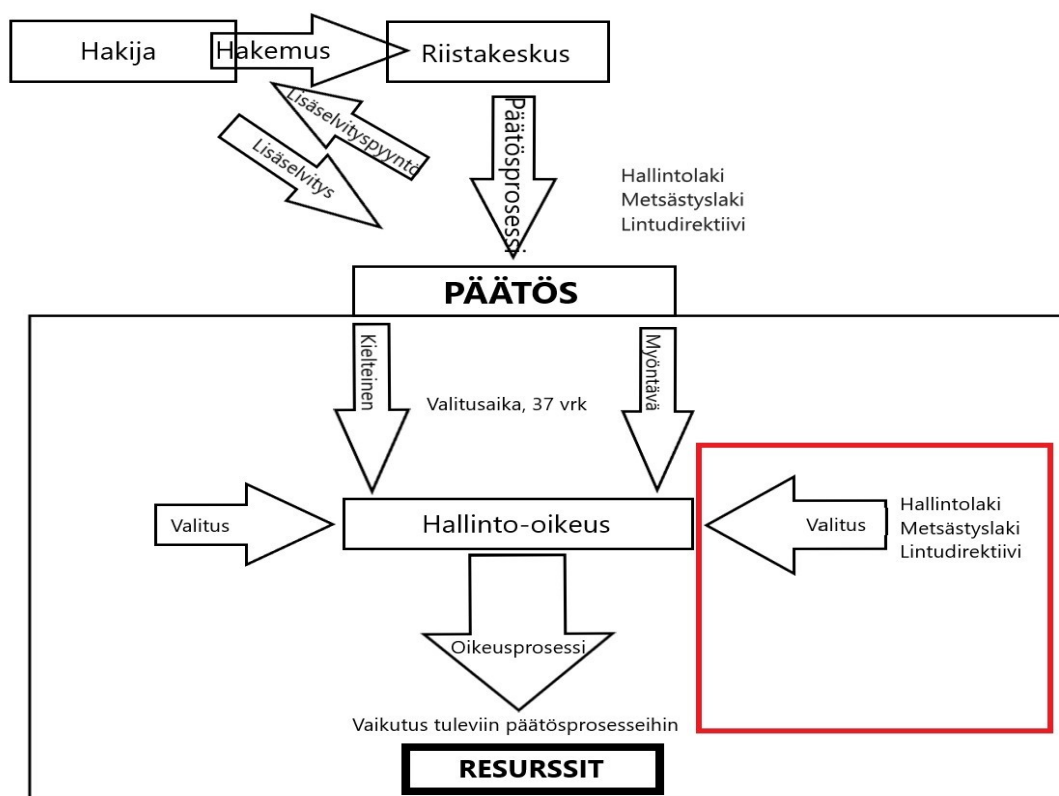 Hakija
Hakemus
Riistakeskus
Lisäselvityspyyntö
Lisäselvitys
Päätösprosessi
Hallintolaki
Metsästyslaki
Lintudirektiivi
PÄÄTÖS
Kielteinen
Myöntävä
Valitusaika, 37 vrk
Valitus
Hallinto-oikeus
Valitus
Hallintolaki
Metsästyslaki
Lintudirektiivi
Oikeusprosessi
Vaikutus tuleviin päätösprosesseihin
RESURSSIT